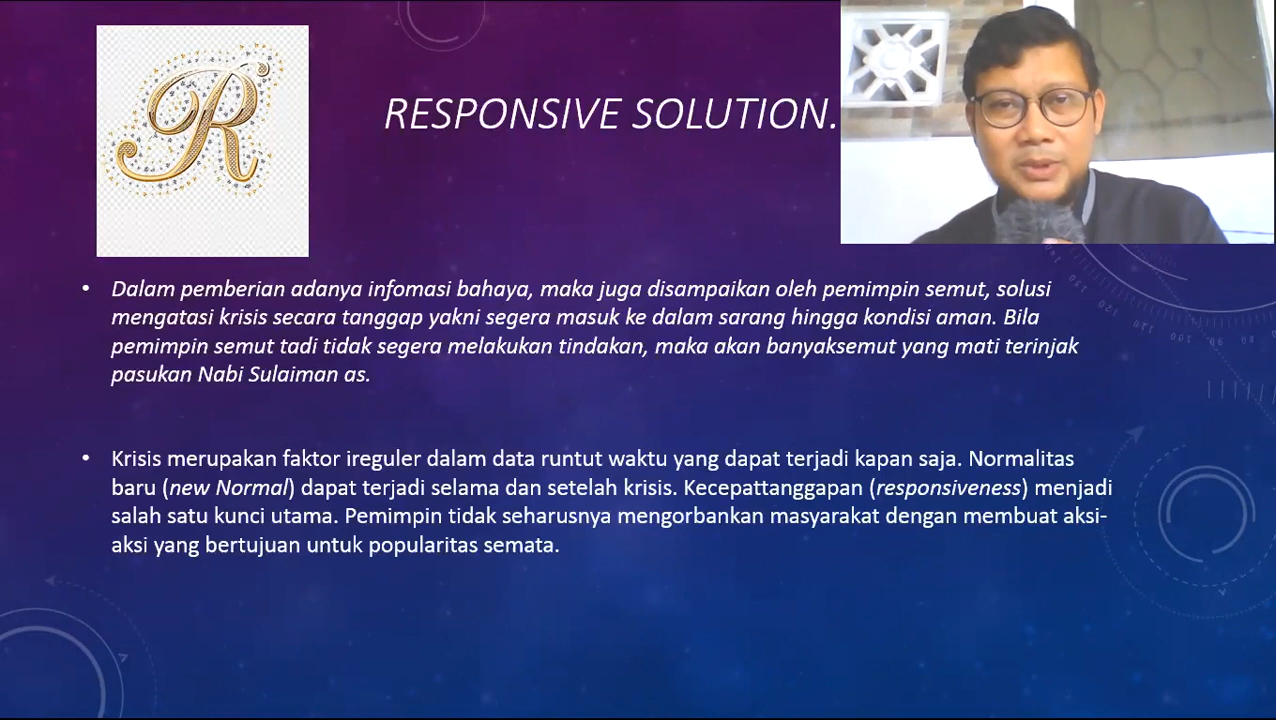 R
RESPONSIVE SOLUTION.
• Dalam pemberian adanya infomasi bahaya, maka juga disampaikan oleh pemimpin semut, solusi
mengatasi krisis secara tanggap yakni segera masuk ke dalam sarang hingga kondisi aman. Bila
pemimpin semut tadi tidak segera melakukan tindakan, maka akan banyaksemut yang mati terinjak
pasukan Nabi Sulaiman as.
• Krisis merupakan faktor ireguler dalam data runtut waktu yang dapat terjadi kapan saja. Normalitas
baru (new Normal) dapat terjadi selama dan setelah krisis. Kecepattanggapan (responsiveness) menjadi
salah satu kunci utama. Pemimpin tidak seharusnya mengorbankan masyarakat dengan membuat aksi-
aksi yang bertujuan untuk popularitas semata.